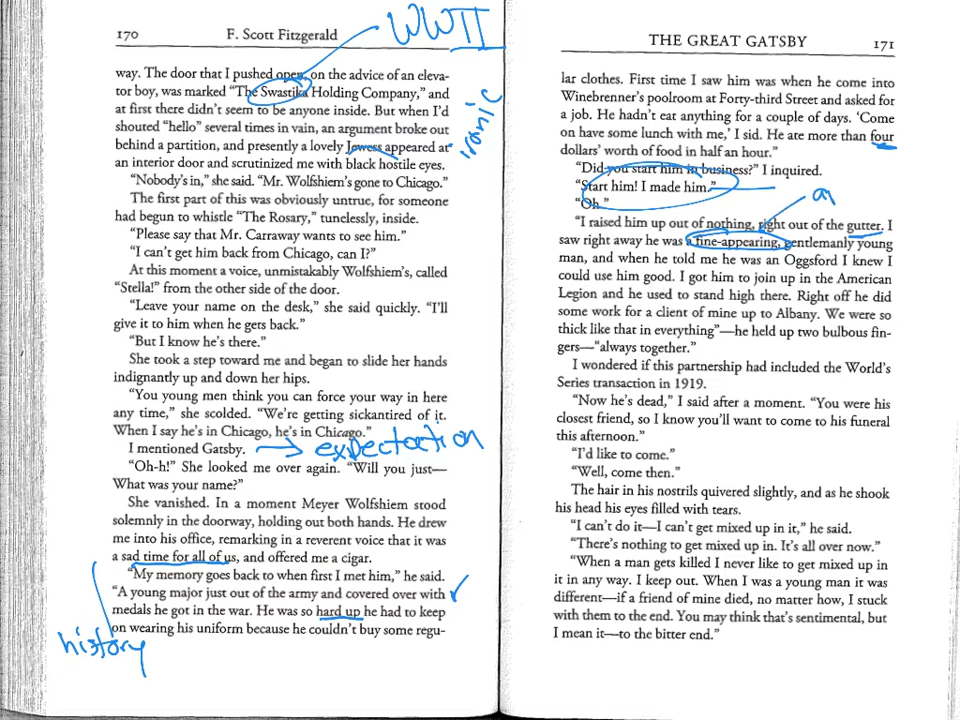 170 F. Scott Fitzgerald
WWII
way. The door that I pushed open, on the advice of an eleva-
tor boy, was marked "The Swastika Holding Company," and
at first there didn't seem to be anyone inside. But when I'd
shouted "hello" several times in vain, an argument broke out
behind a partition, and presently a lovely Jewess appeared at
ironic
an interior door and scrutinized me with black hostile eyes.
"Nobody's in," she said. "Mr. Wolfshiem's gone to Chicago."
The first part of this was obviously untrue, for someone
had begun to whistle "The Rosary," tunelessly, inside.
"Please say that Mr. Carraway wants to see him."
"I can't get him back from Chicago, can I?"
At this moment a voice, unmistakably Wolfshiem's, called
"Stella!" from the other side of the door.
"Leave your name on the desk," she said quickly. "I'll
give it to him when he gets back."
"But I know he's there."
She took a step toward me and began to slide her hands
indignantly up and down her hips.
"You young men think you can force your way in here
any time," she scolded. "We're getting sickantired of it.
When I say he's in Chicago, he's in Chicago."
I mentioned Gatsby.
expectation
"Oh-h!" She looked me over again. "Will you just—
What was your name?"
She vanished. In a moment Meyer Wolfshiem stood
solemnly in the doorway, holding out both hands. He drew
me into his office, remarking in a reverent voice that it was
a sad time for all of us, and offered me a cigar.
"My memory goes back to when first I met him," he said.
"A young major just out of the army and covered over with
medals he got in the war. He was so hard up he had to keep
on wearing his uniform because he couldn't buy some regu-
history
THE GREAT GATSBY 171
lar clothes. First time I saw him was when he come into
Winebrenner's poolroom at Forty-third Street and asked for
a job. He hadn't eat anything for a couple of days. 'Come
on have some lunch with me,' I sid. He ate more than four
dollars' worth of food in half an hour."
"Did you start him in business?" I inquired.
"Start him! I made him."
"Oh."
"I raised him up out of nothing, right out of the gutter. I
saw right away he was a fine-appearing, gentlemanly young
man, and when he told me he was an Oggsford I knew I
could use him good. I got him to join up in the American
Legion and he used to stand high there. Right off he did
some work for a client of mine up to Albany. We were so
thick like that in everything"—he held up two bulbous fin-
gers—"always together."
I wondered if this partnership had included the World's
Series transaction in 1919.
"Now he's dead," I said after a moment. "You were his
closest friend, so I know you'll want to come to his funeral
this afternoon."
"I'd like to come."
"Well, come then."
The hair in his nostrils quivered slightly, and as he shook
his head his eyes filled with tears.
"I can't do it—I can't get mixed up in it," he said.
"There's nothing to get mixed up in. It's all over now."
"When a man gets killed I never like to get mixed up in
it in any way. I keep out. When I was a young man it was
different—if a friend of mine died, no matter how, I stuck
with them to the end. You may think that's sentimental, but
I mean it—to the bitter end."